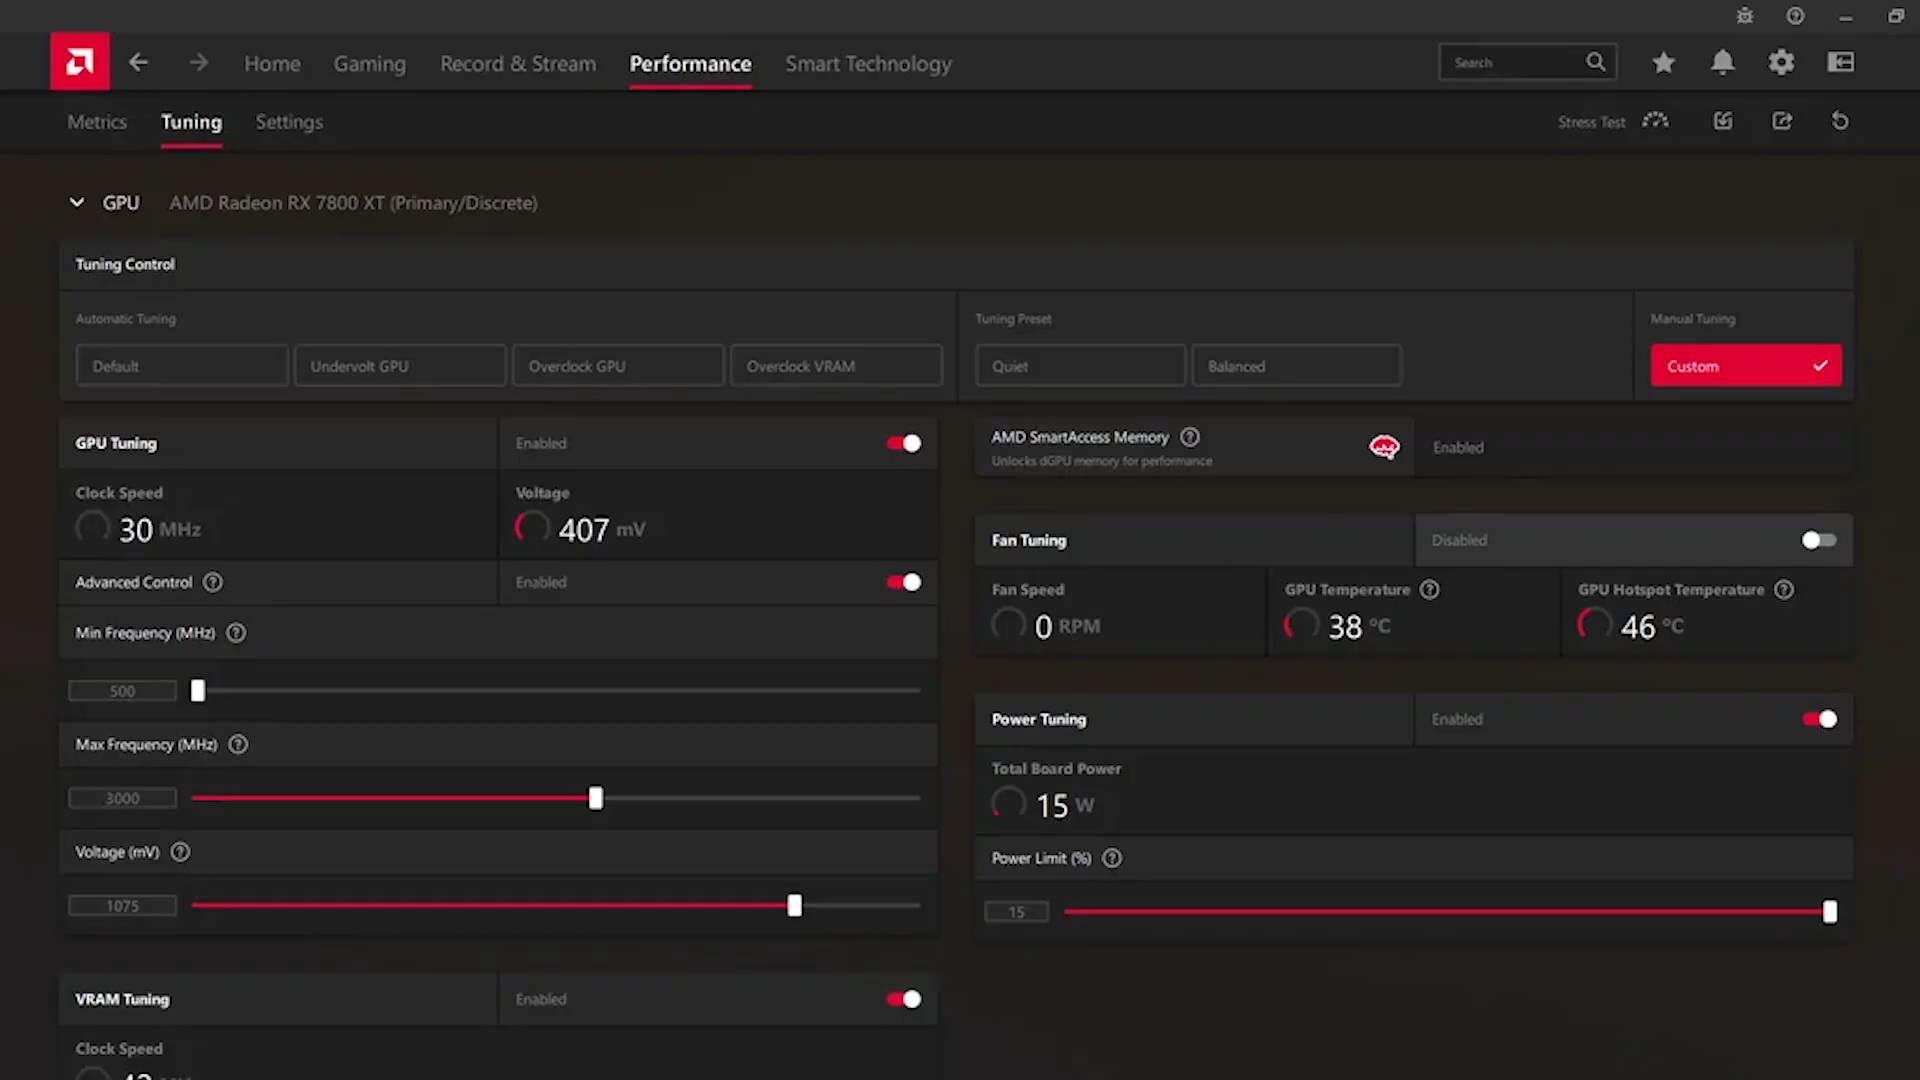 Home Gaming Record & Stream Performance Smart Technology Search
Metrics Tuning Settings Stress Test
GPU AMD Radeon RX 7800 XT (Primary/Discrete)
Tuning Control
Automatic Tuning
Default Undervolt GPU Overclock GPU Overclock VRAM
Tuning Preset
Quiet Balanced
Manual Tuning
Custom
GPU Tuning Enabled
Clock Speed
30 MHz
Voltage
407 mV
Advanced Control Enabled
Min Frequency (MHz)
500
Max Frequency (MHz)
3000
Voltage (mV)
1075
VRAM Tuning Enabled
Clock Speed
AMD SmartAccess Memory
Unlocks dGPU memory for performance
Enabled
Fan Tuning Disabled
Fan Speed
0 RPM
GPU Temperature
38 °C
GPU Hotspot Temperature
46 °C
Power Tuning Enabled
Total Board Power
15 W
Power Limit (%)
15